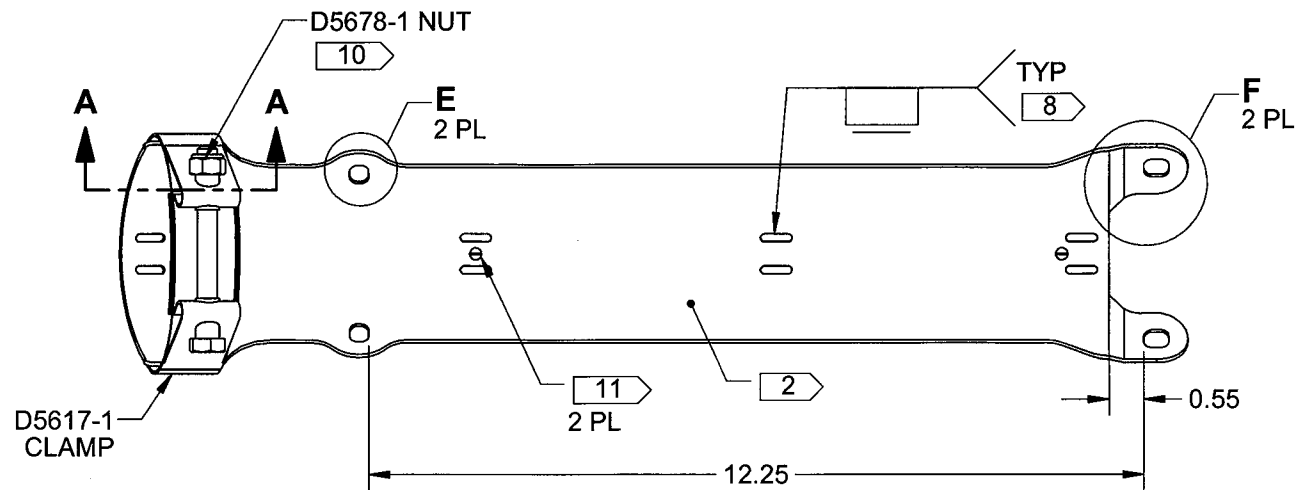 D5678-1 NUT
10
A
A
E
2 PL
TYP
8
F
2 PL
11
2 PL
2
0.55
D5617-1
CLAMP
12.25